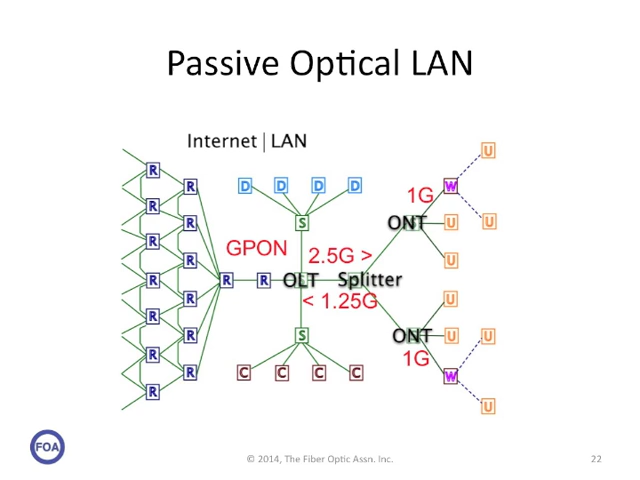 Passive Optical LAN
Internet | LAN
U
R
R D D D D W
1G
R
R S ONT U U
R
GPON 2.5G >
U
R
R R OLT Splitter
R
< 1.25G
R U
R
S ONT U U
R
1G
R C C C C W
R
U
FOA
© 2014, The Fiber Optic Assn. Inc.
22